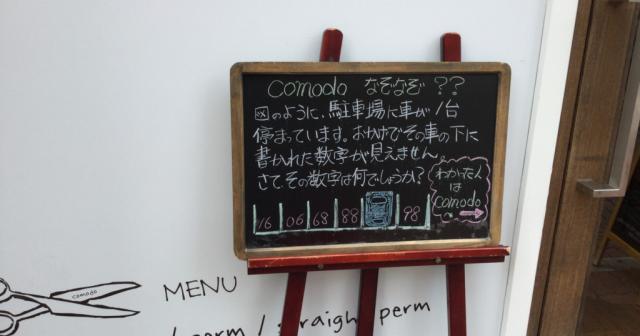 comodo なぞなぞ ??
図のように、駐車場に車が1台
停まっています。おかげでその車の下に
書かれた数字が見えません。
さて、その数字は何でしょうか?
わかった人
は
comodo
→
16 06 68 88 98
comodo
MENU
/ straigh perm